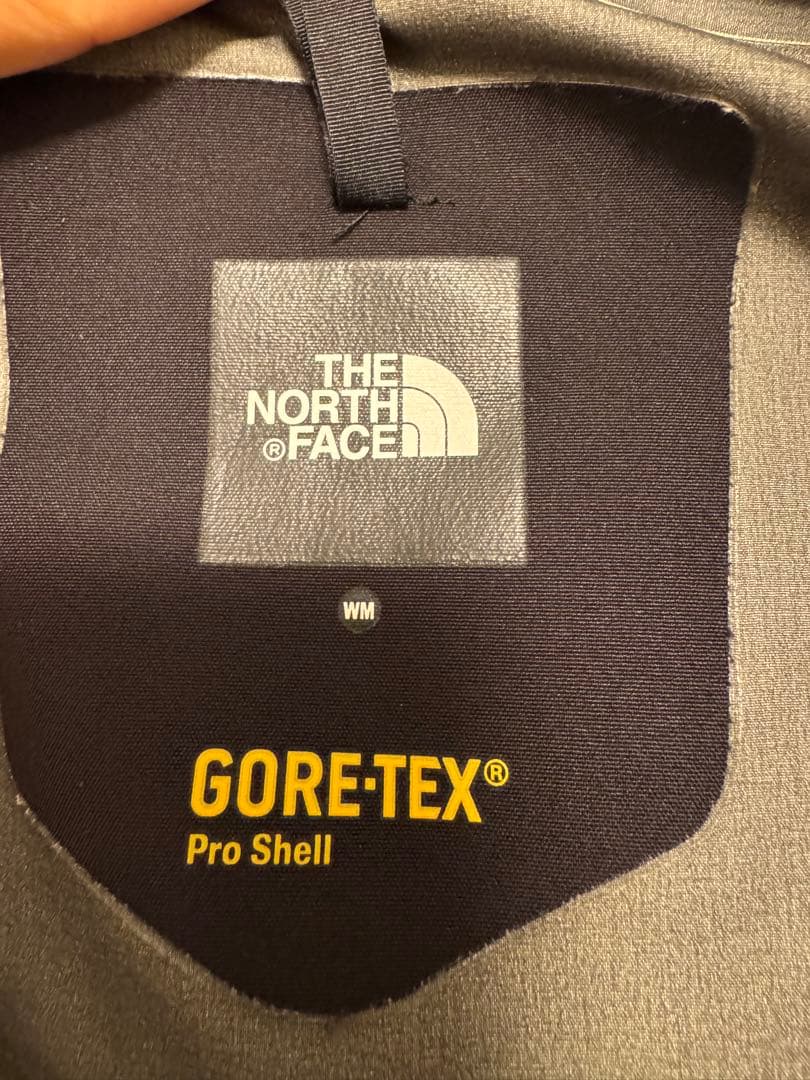 THE
NORTH
®FACE
WM
GORE-TEX®
Pro Shell